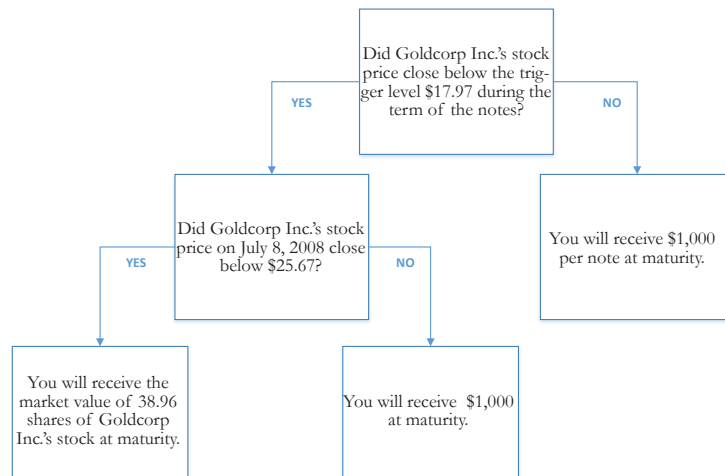 Did Goldcorp Inc.'s stock
price close below the trig-
ger level $17.97 during the
term of the notes?
YES
NO
Did Goldcorp Inc.'s stock
price on July 8, 2008 close
below $25.67?
You will receive $1,000
per note at maturity.
YES
NO
You will receive the
market value of 38.96
shares of Goldcorp
Inc.'s stock at maturity.
You will receive $1,000
at maturity.